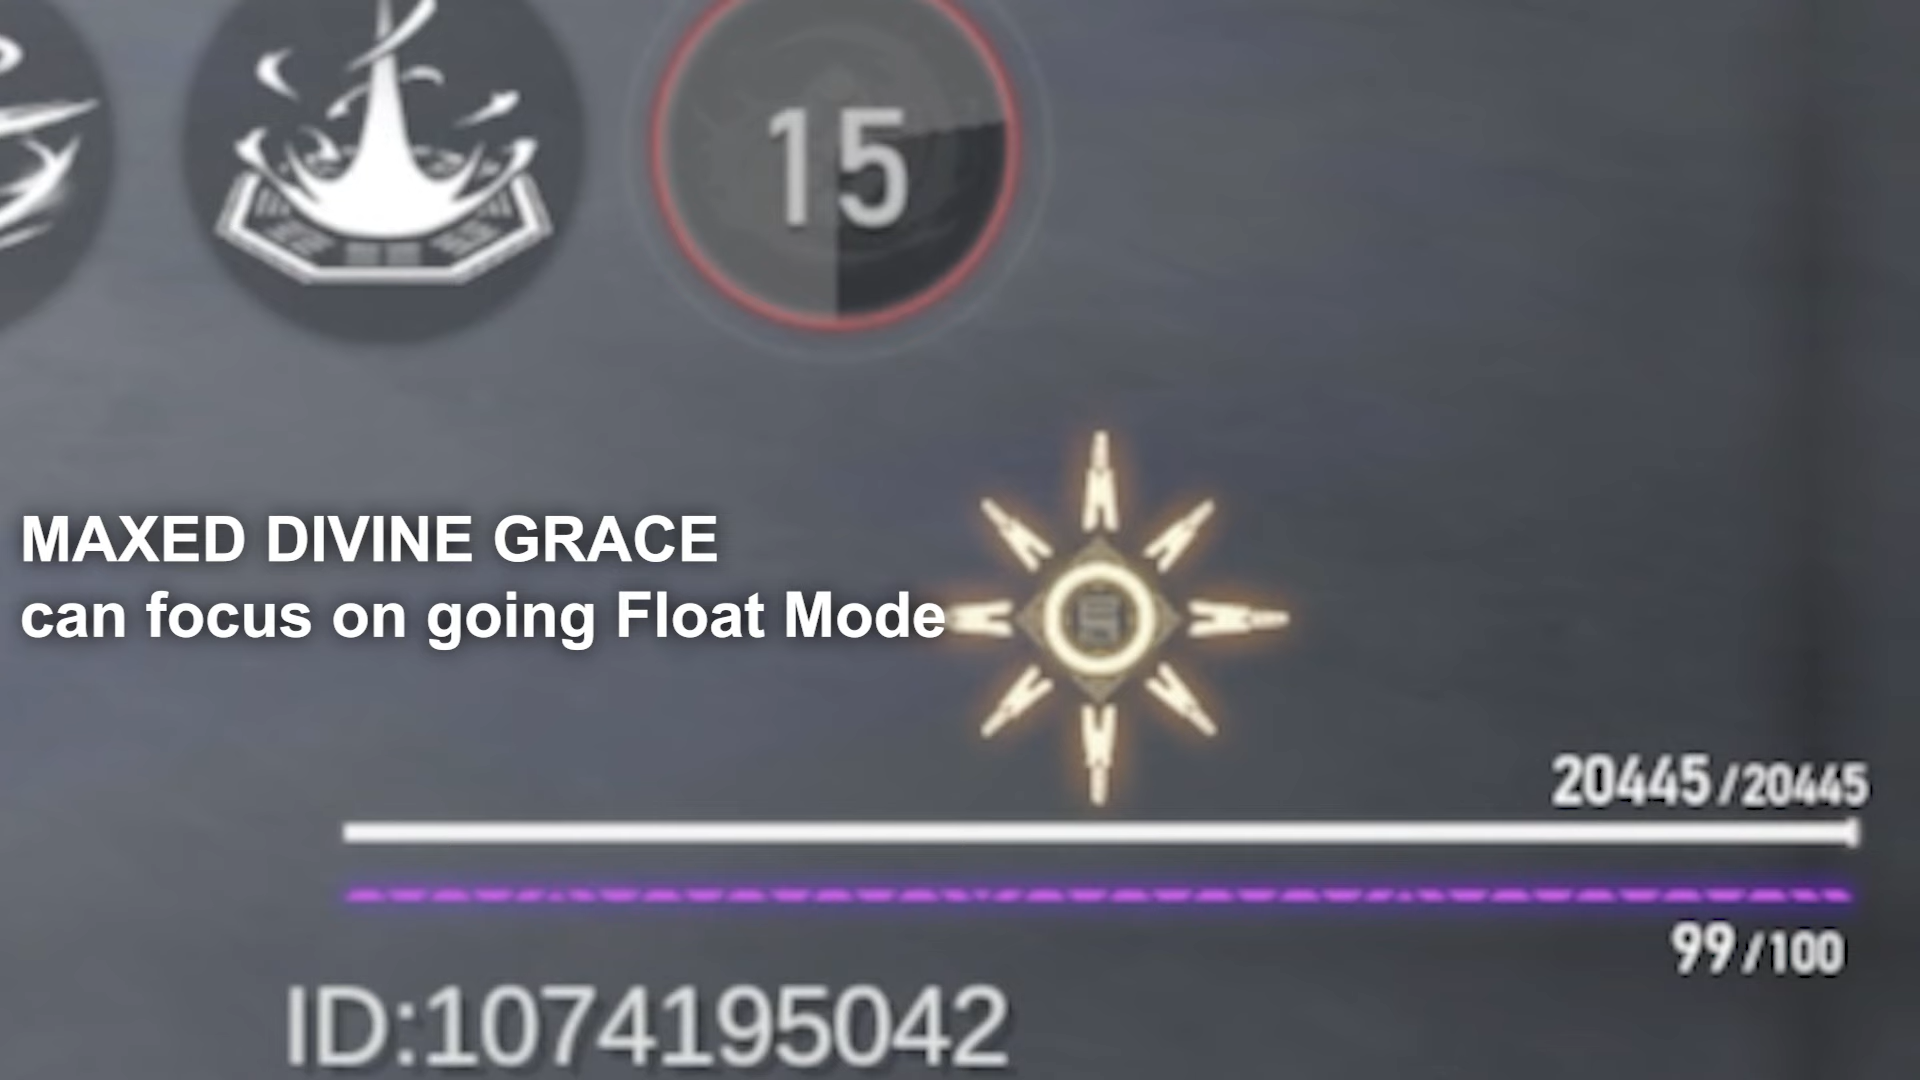 15
MAXED DIVINE GRACE
can focus on going Float Mode
20445/20445
99/100
ID:1074195042